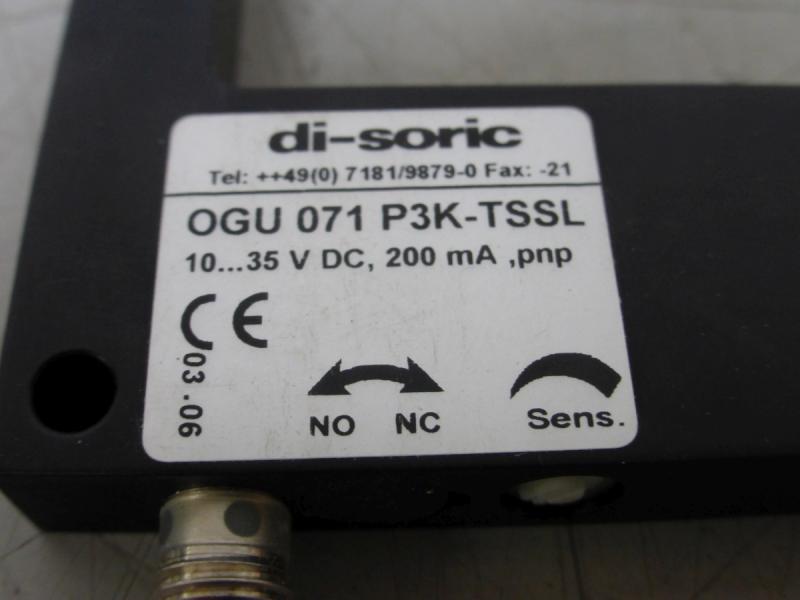 di-soric
Tel: ++49(0) 7181/9879-0 Fax: -21
OGU 071 P3K-TSSL
10...35 V DC, 200 mA ,pnp
CE
03.06
NO NC
Sens.